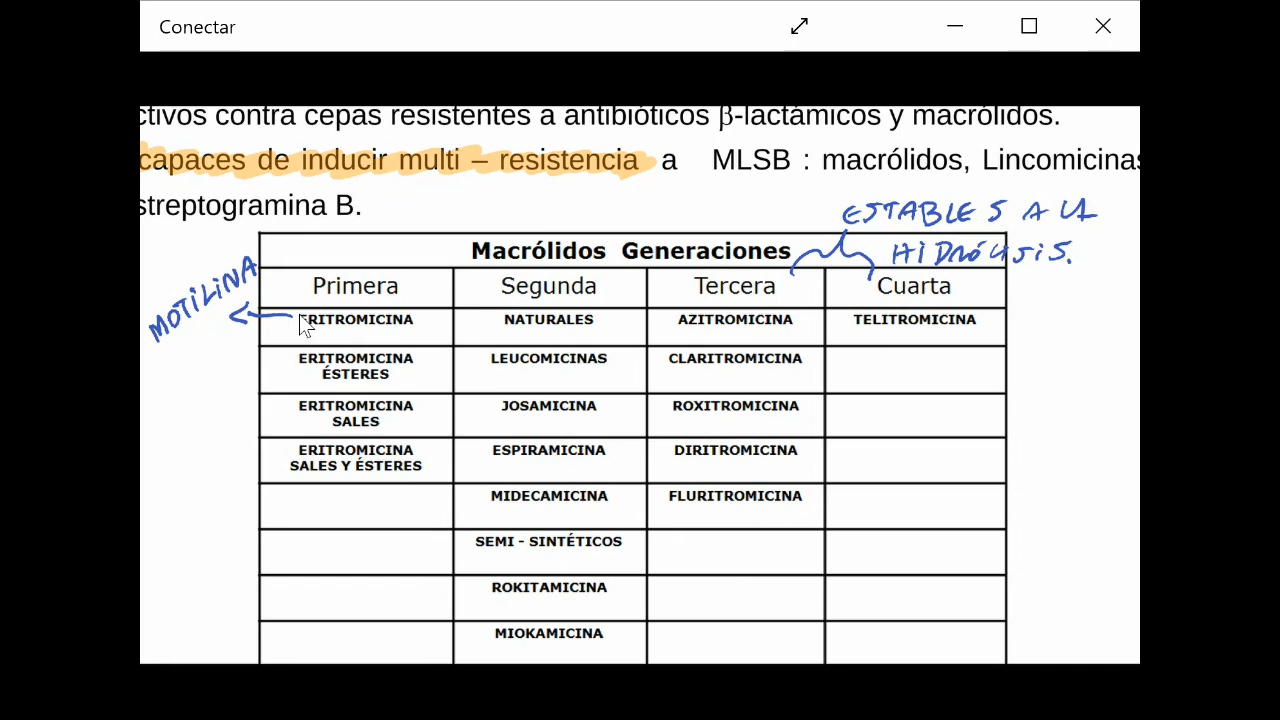 Conectar
ctivos contra cepas resistentes a antibióticos β-lactámicos y macrólidos.
capaces de inducir multi – resistencia a MLSB : macrólidos, Lincomicinas
streptogramina B.
ESTABLES A LA
HIDRÓLISIS.
MOTILINA
Macrólidos Generaciones
Primera Segunda Tercera Cuarta
ERITROMICINA NATURALES AZITROMICINA TELITROMICINA
ERITROMICINA ÉSTERES LEUCOMICINAS CLARITROMICINA
ERITROMICINA SALES JOSAMICINA ROXITROMICINA
ERITROMICINA SALES Y ÉSTERES ESPIRAMICINA DIRITROMICINA
MIDECAMICINA FLURITROMICINA
SEMI - SINTÉTICOS
ROKITAMICINA
MIOKAMICINA